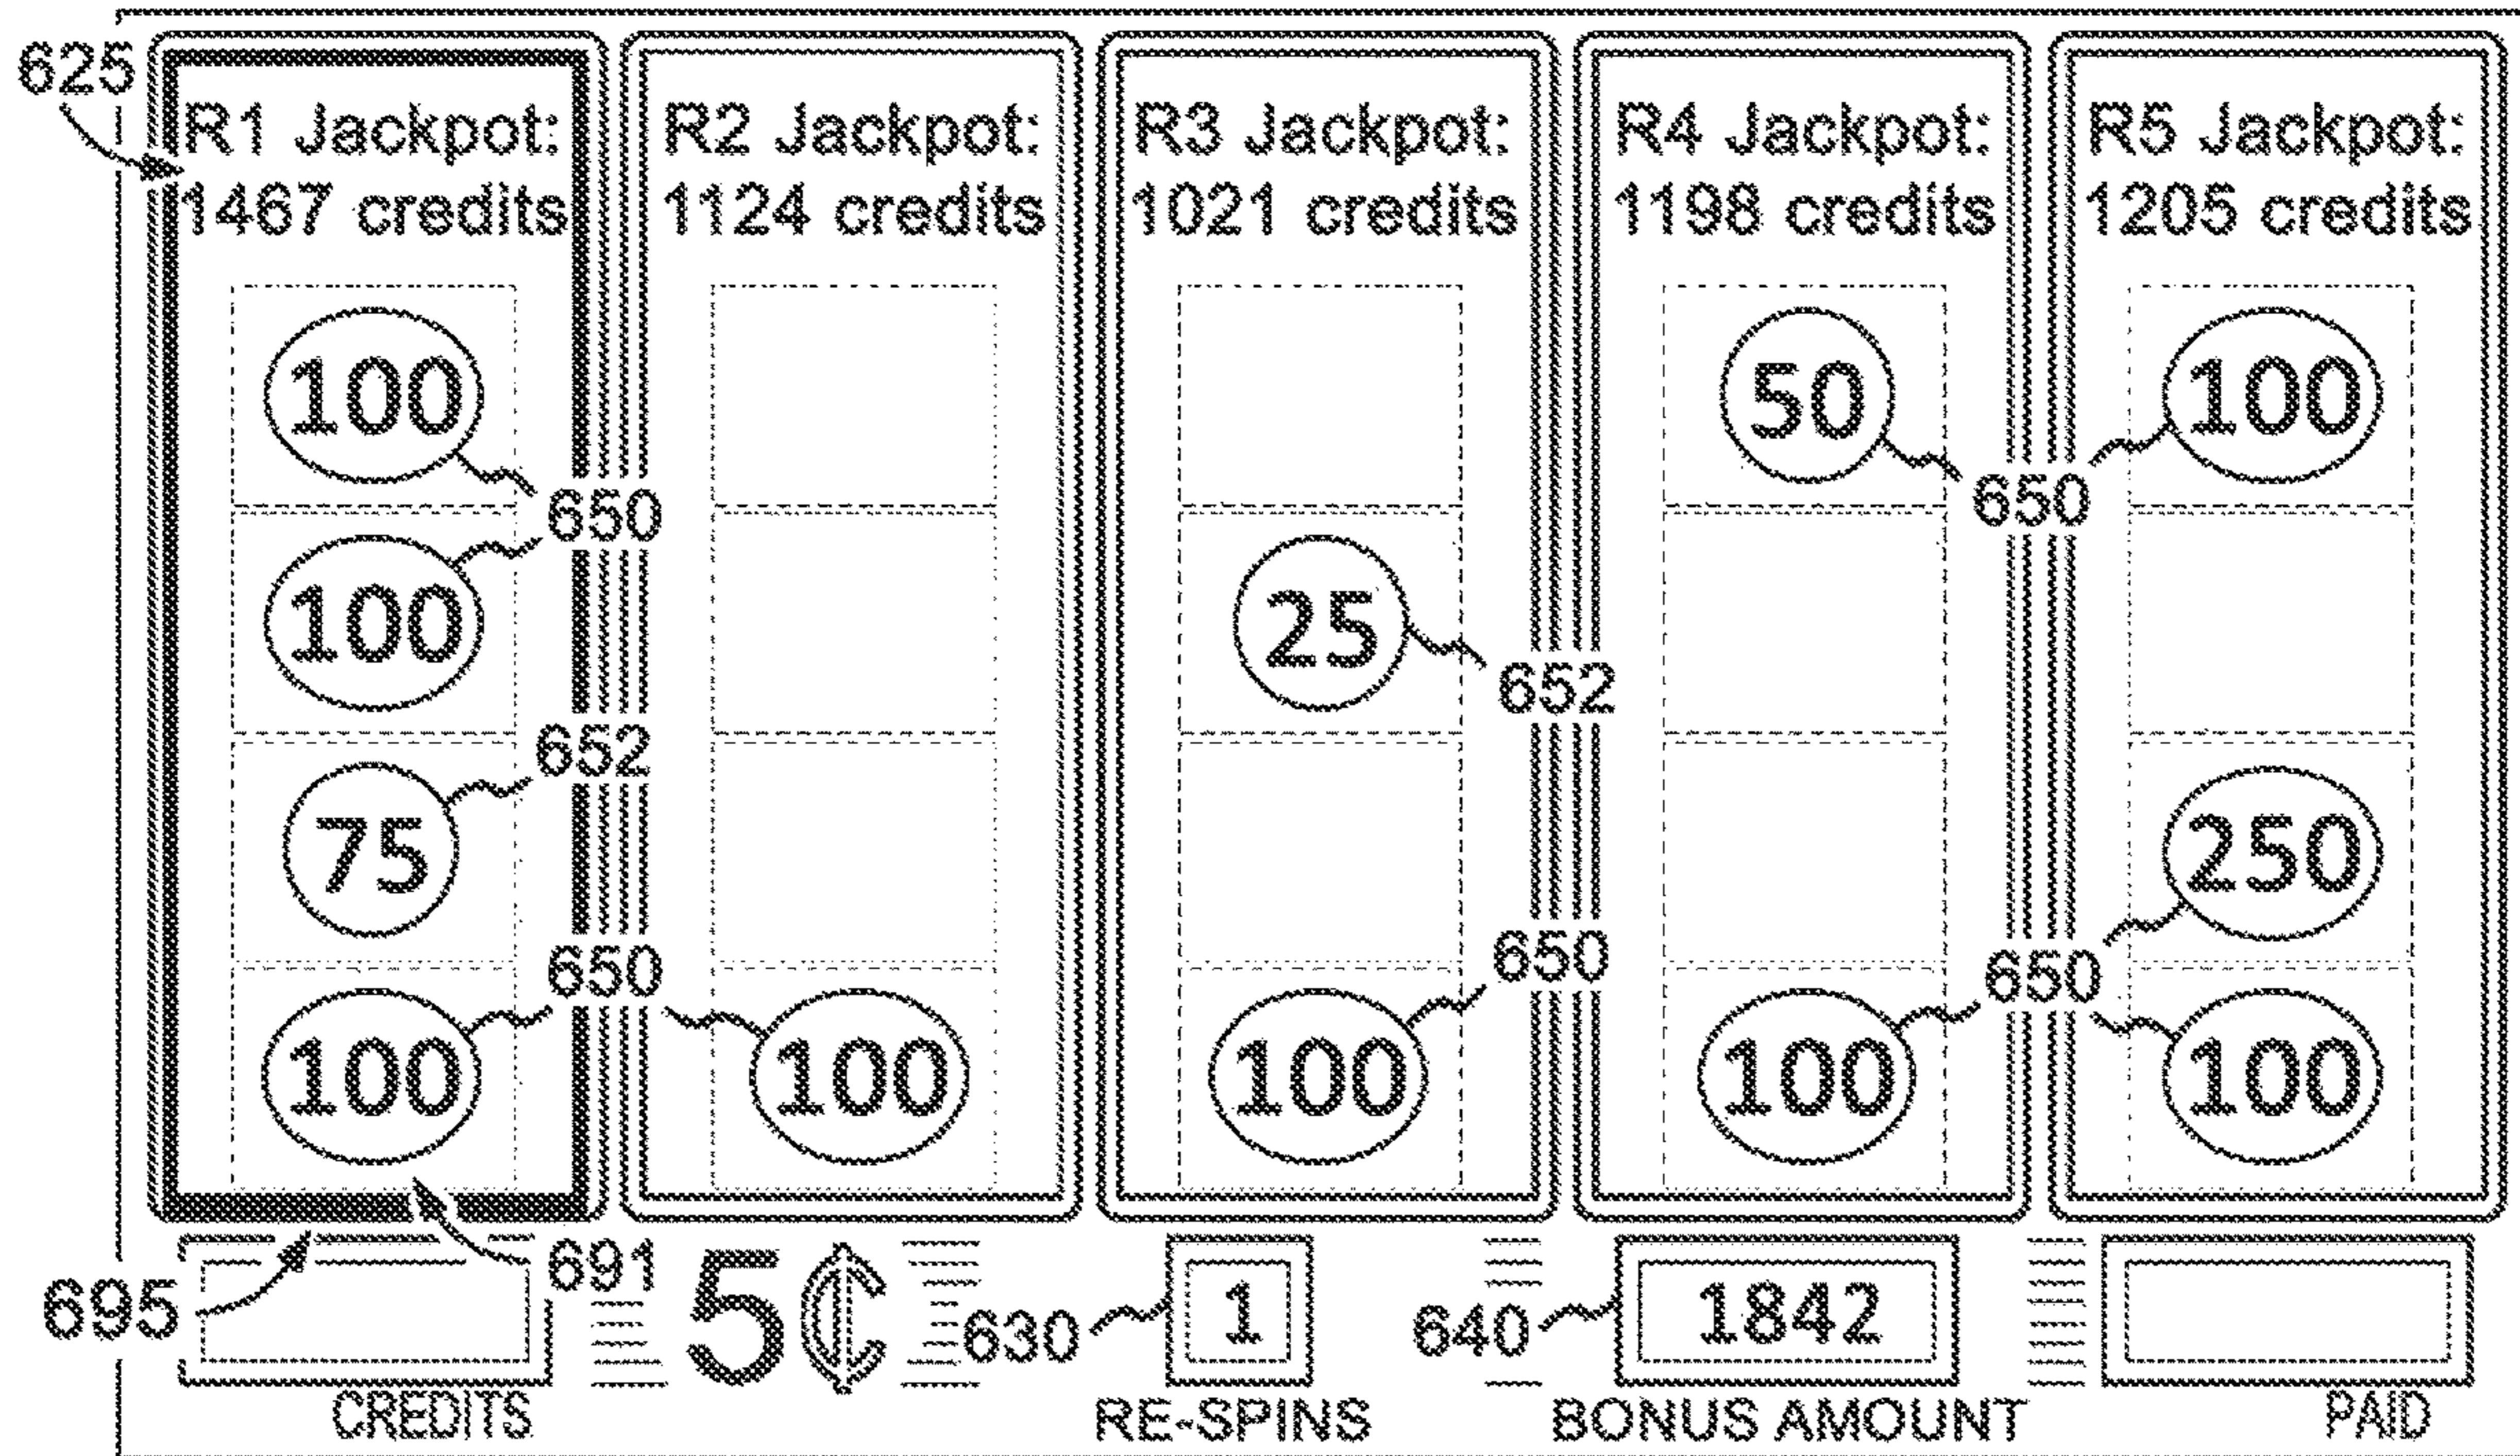 625
R1 Jackpot:
1467 credits
R2 Jackpot:
1124 credits
R3 Jackpot:
1021 credits
R4 Jackpot:
1198 credits
R5 Jackpot:
1205 credits
100
50
100
650
650
100
25
652
652
75
250
650
650
650
100
100
100
100
100
695
691
5¢
630
1
640
1842
CREDITS
RE-SPINS
BONUS AMOUNT
PAID